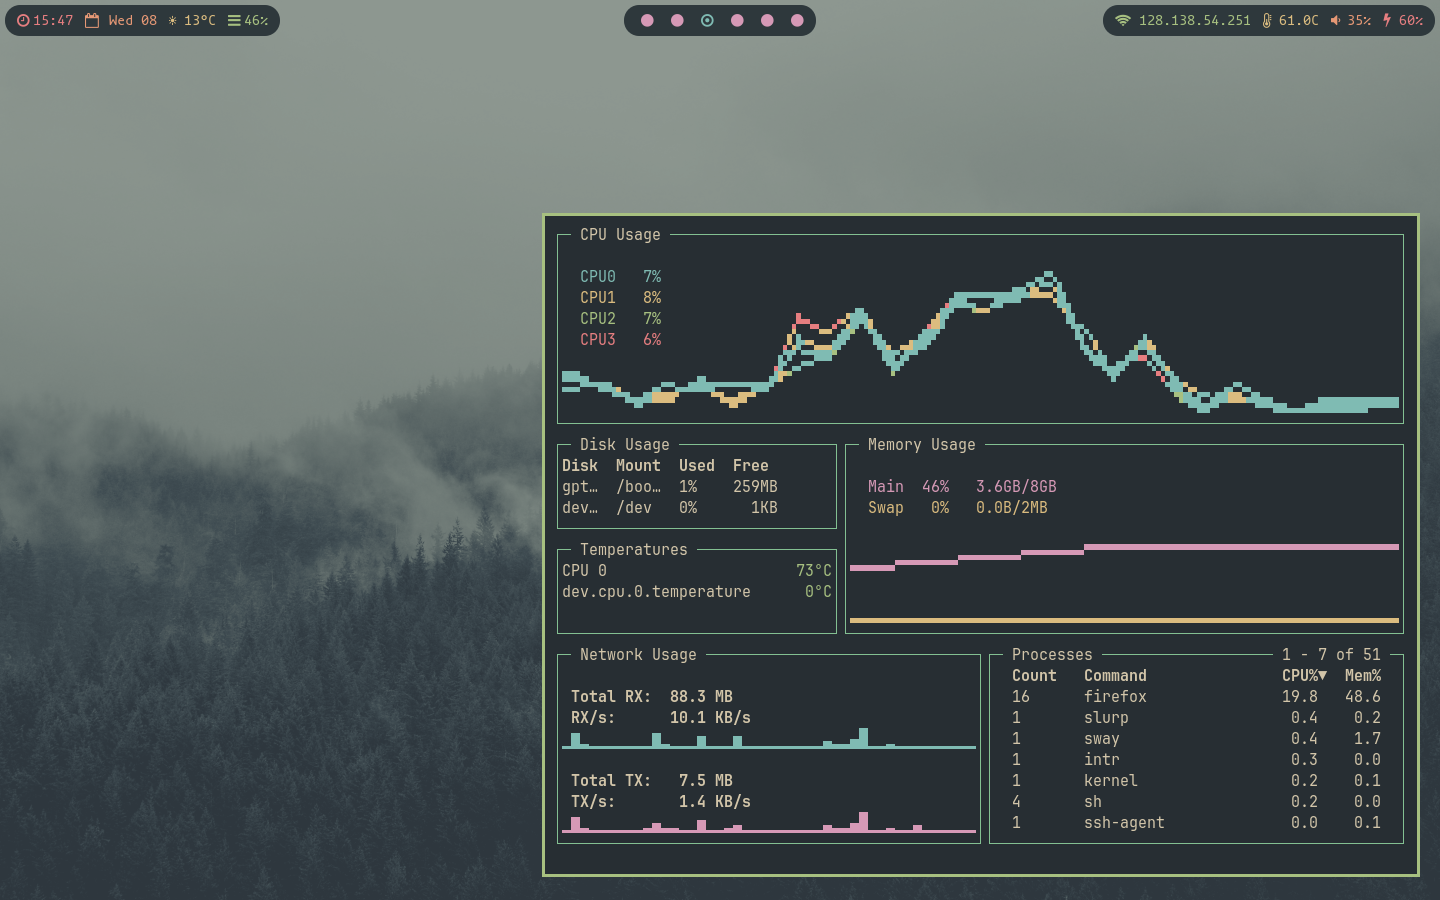 15:47 Wed 08 13°C 46%
128.138.54.251 61.0C 35% 60%
CPU Usage
CPU0 7%
CPU1 8%
CPU2 7%
CPU3 6%
Disk Usage
Disk Mount Used Free
gpt… /boo… 1% 259MB
dev… /dev 0% 1KB
Memory Usage
Main 46% 3.6GB/8GB
Swap 0% 0.0B/2MB
Temperatures
CPU 0 73°C
dev.cpu.0.temperature 0°C
Network Usage
Total RX: 88.3 MB
RX/s: 10.1 KB/s
Total TX: 7.5 MB
TX/s: 1.4 KB/s
Processes 1 - 7 of 51
Count Command CPU%▼ Mem%
16 firefox 19.8 48.6
1 slurp 0.4 0.2
1 sway 0.4 1.7
1 intr 0.3 0.0
1 kernel 0.2 0.1
4 sh 0.2 0.0
1 ssh-agent 0.0 0.1